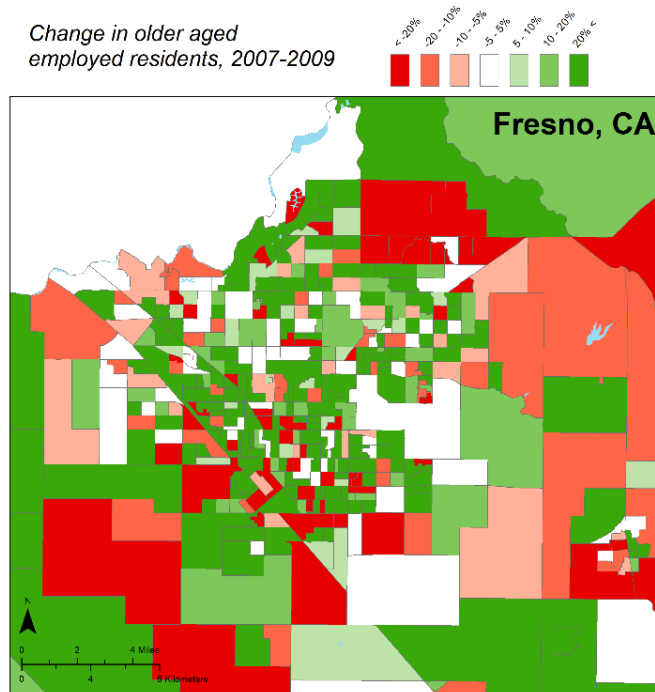 Change in older aged
employed residents, 2007-2009
< -20%
-20 - -10%
-10 - -5%
-5 - 5%
5 - 10%
10 - 20%
20% <
Fresno, CA
N
0 2 4 Miles
0 4 8 Kilometers